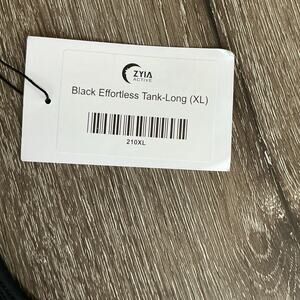 ZYIA
ACTIVE
Black Effortless Tank-Long (XL)
210XL